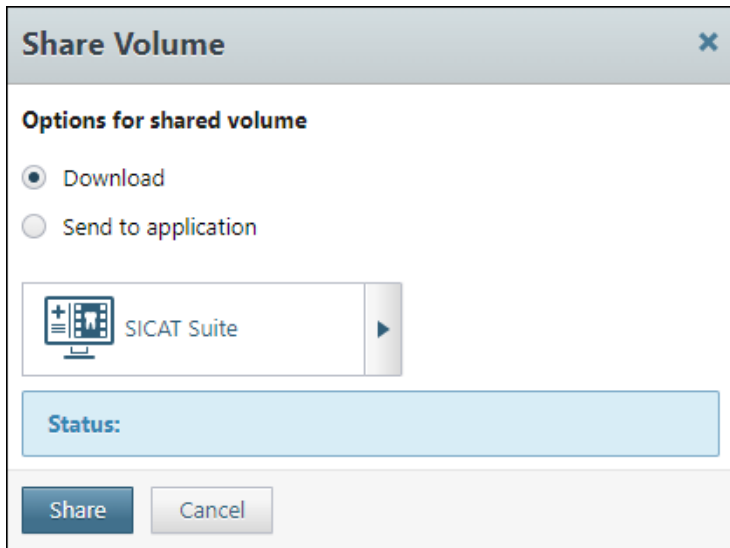 Share Volume
Options for shared volume
Download
Send to application
SICAT Suite
Status:
Share
Cancel